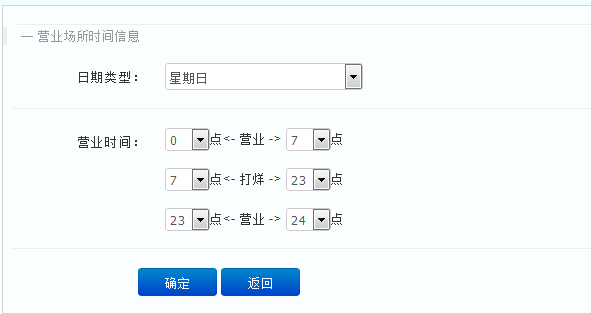 — 营业场所时间信息
日期类型： 星期日
营业时间： 0 点<- 营业 -> 7 点
7 点<- 打烊 -> 23 点
23 点<- 营业 -> 24 点
确定 返回